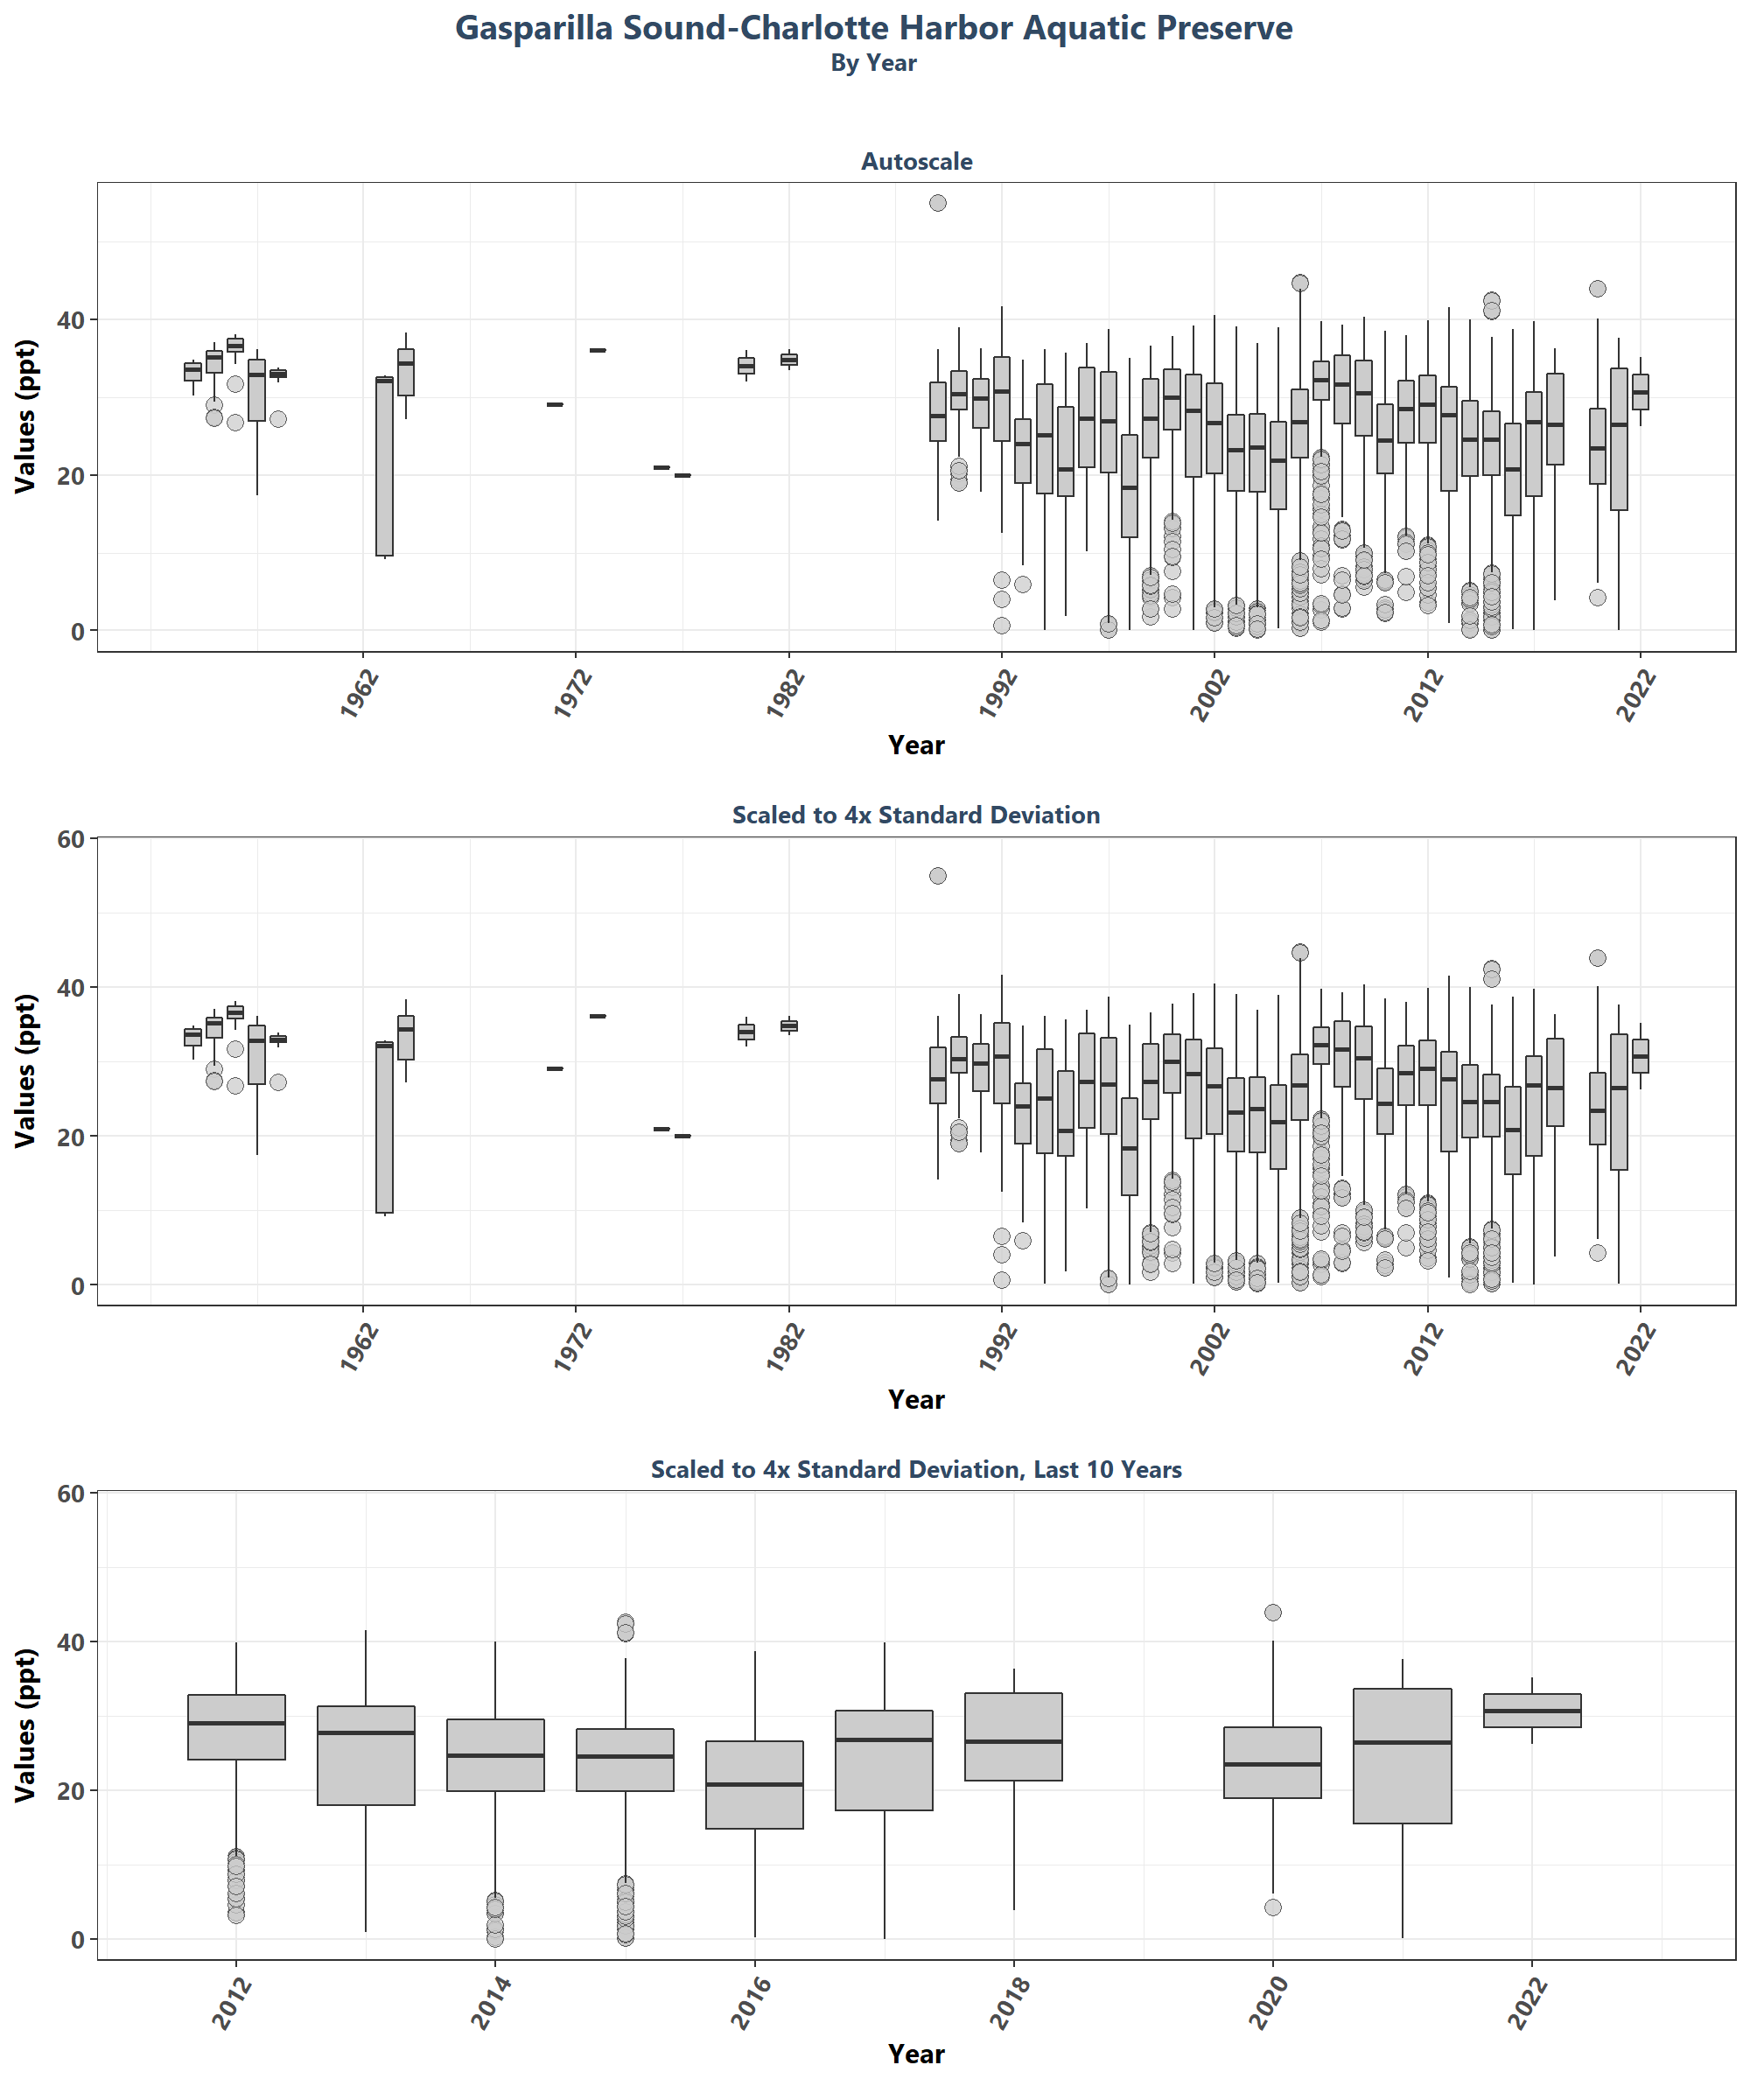 Gasparilla Sound-Charlotte Harbor Aquatic Preserve
By Year
Autoscale
Values (ppt)
40
20
0
1962 1972 1982 1992 2002 2012 2022
Year
Scaled to 4x Standard Deviation
Values (ppt)
60
40
20
0
1962 1972 1982 1992 2002 2012 2022
Year
Scaled to 4x Standard Deviation, Last 10 Years
Values (ppt)
60
40
20
0
2012 2014 2016 2018 2020 2022
Year